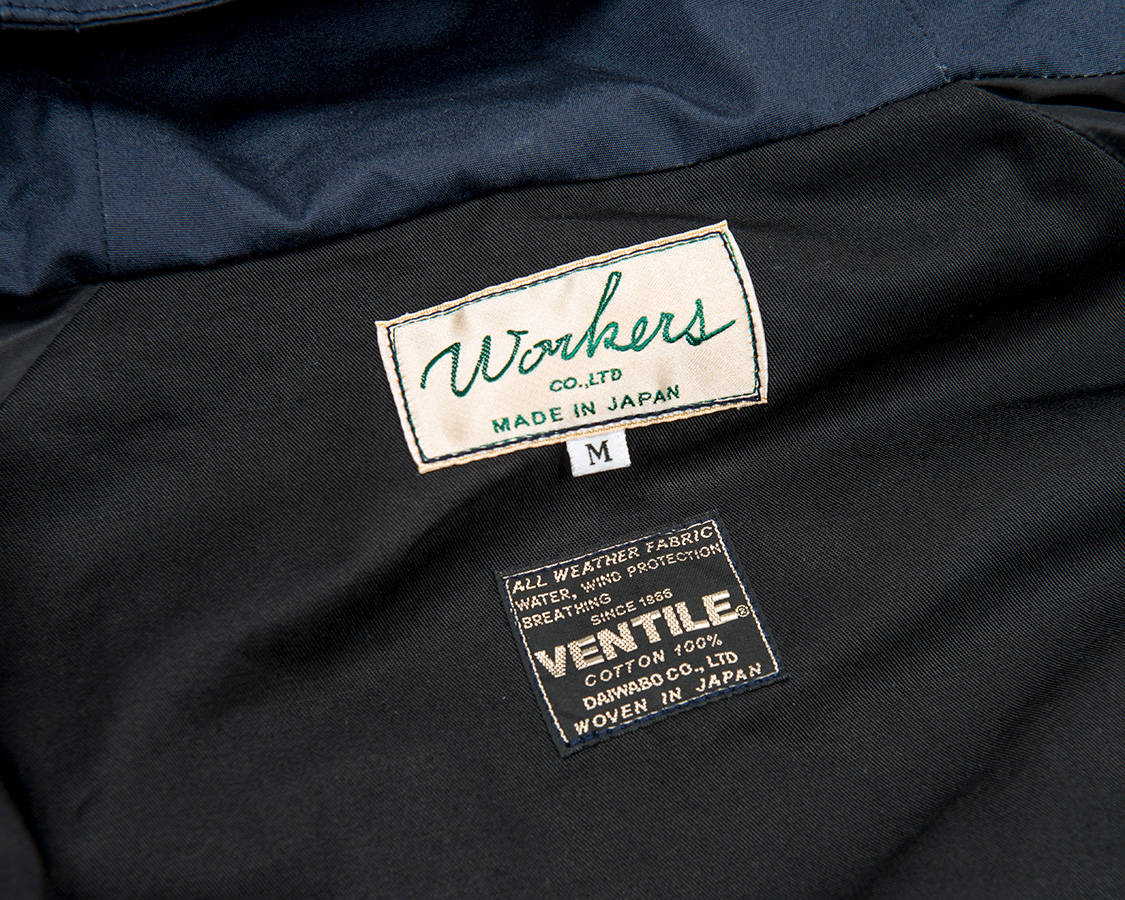 Workers
CO.,LTD
MADE IN JAPAN
M
ALL WEATHER FABRIC
WATER, WIND PROTECTION
BREATHING
SINCE 1966
VENTILE®
COTTON 100%
DAIWABO CO., LTD
WOVEN IN JAPAN